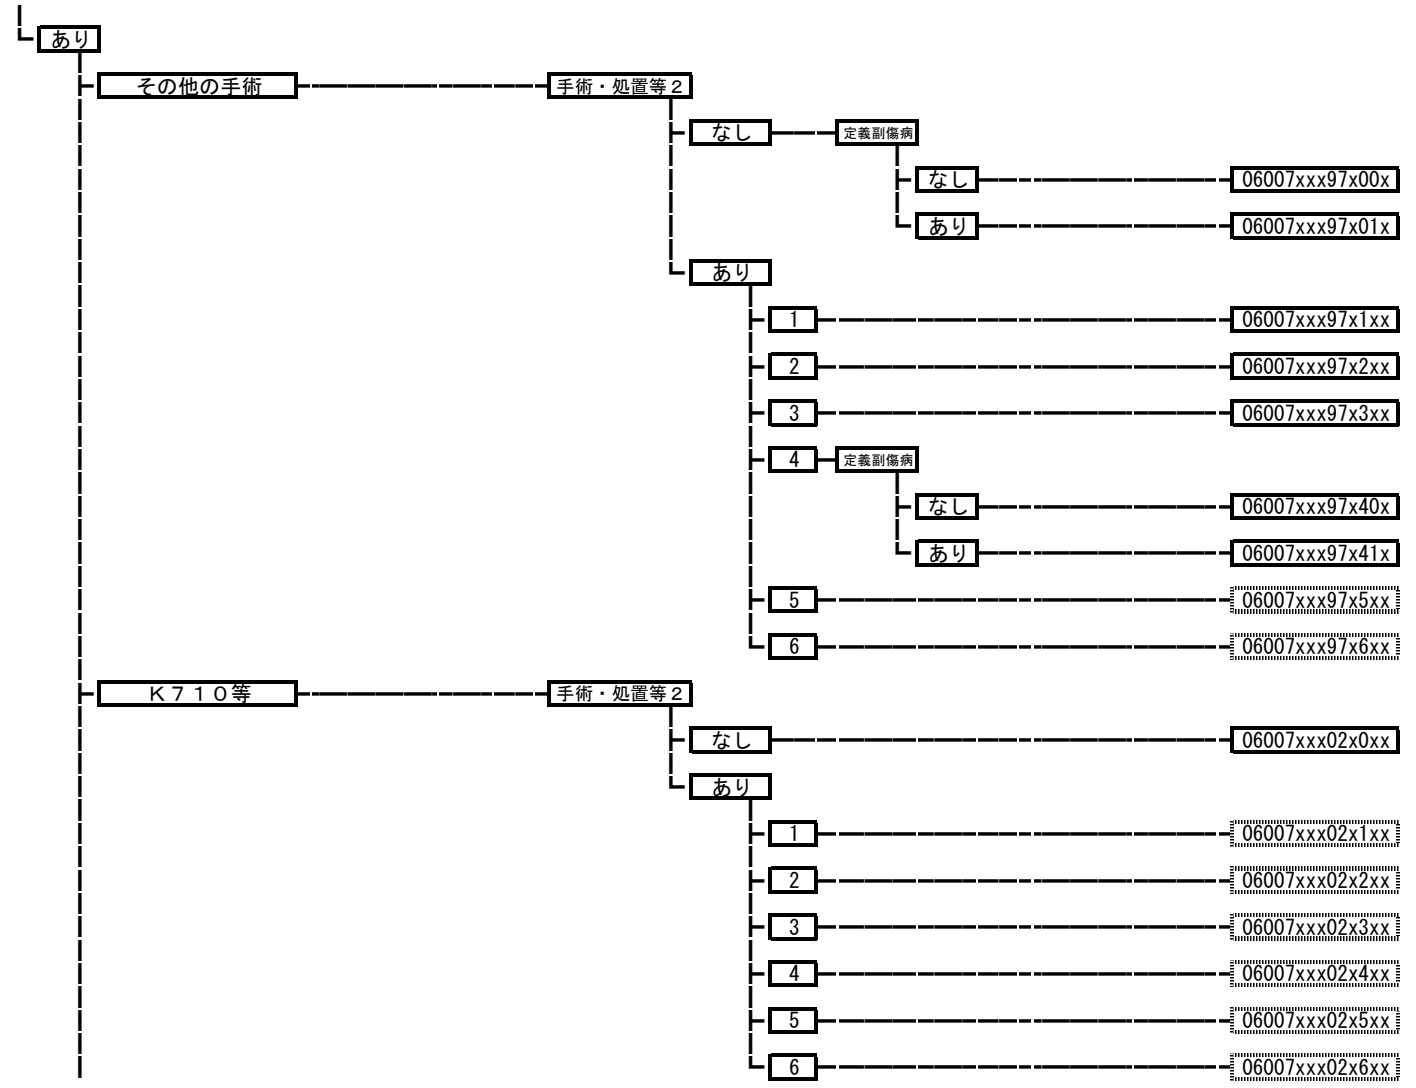 あり
その他の手術 手術・処置等２
なし 定義副傷病
なし 06007xxx97x00x
あり 06007xxx97x01x
あり
1 06007xxx97x1xx
2 06007xxx97x2xx
3 06007xxx97x3xx
4 定義副傷病
なし 06007xxx97x40x
あり 06007xxx97x41x
5 06007xxx97x5xx
6 06007xxx97x6xx
Ｋ７１０等 手術・処置等２
なし 06007xxx02x0xx
あり
1 06007xxx02x1xx
2 06007xxx02x2xx
3 06007xxx02x3xx
4 06007xxx02x4xx
5 06007xxx02x5xx
6 06007xxx02x6xx